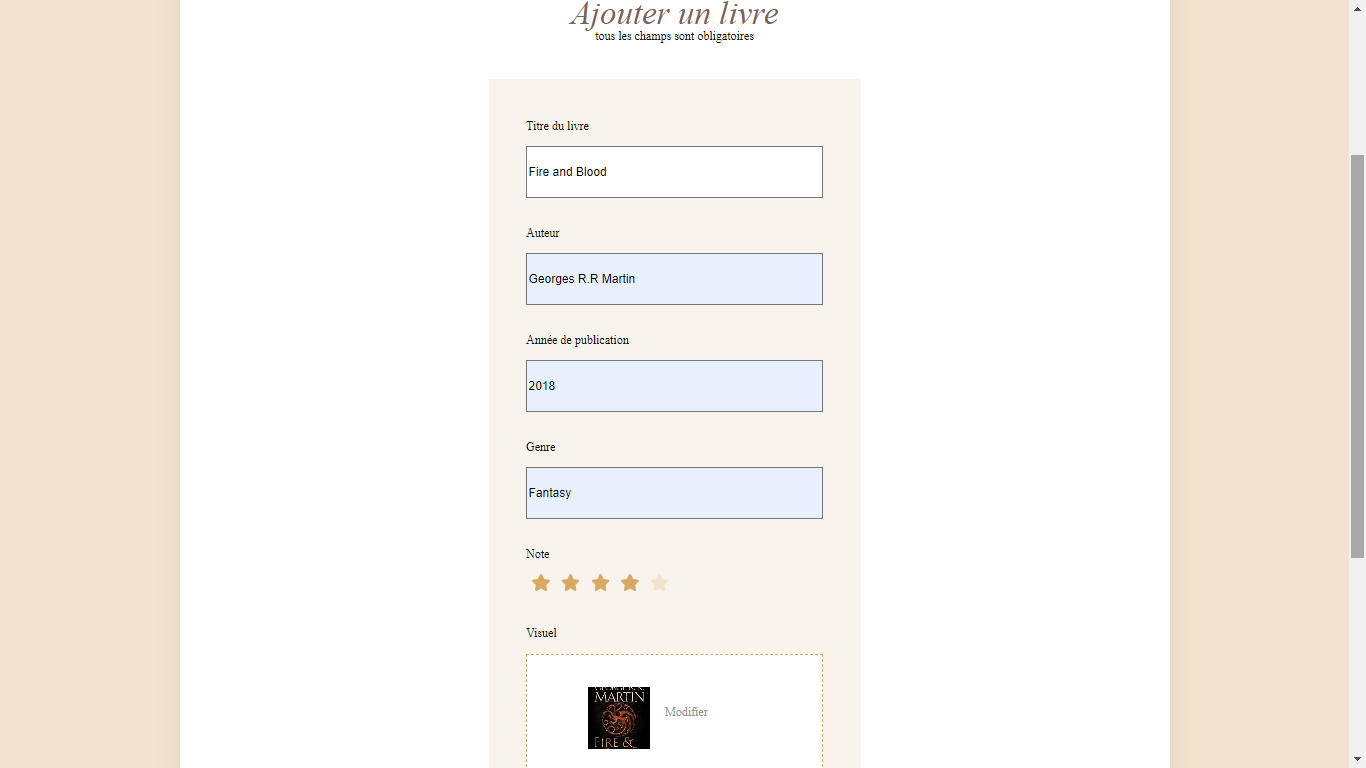 Ajouter un livre
tous les champs sont obligatoires
Titre du livre
Fire and Blood
Auteur
Georges R.R Martin
Année de publication
2018
Genre
Fantasy
Note
Visuel
MARTIN
FIRE &
Modifier